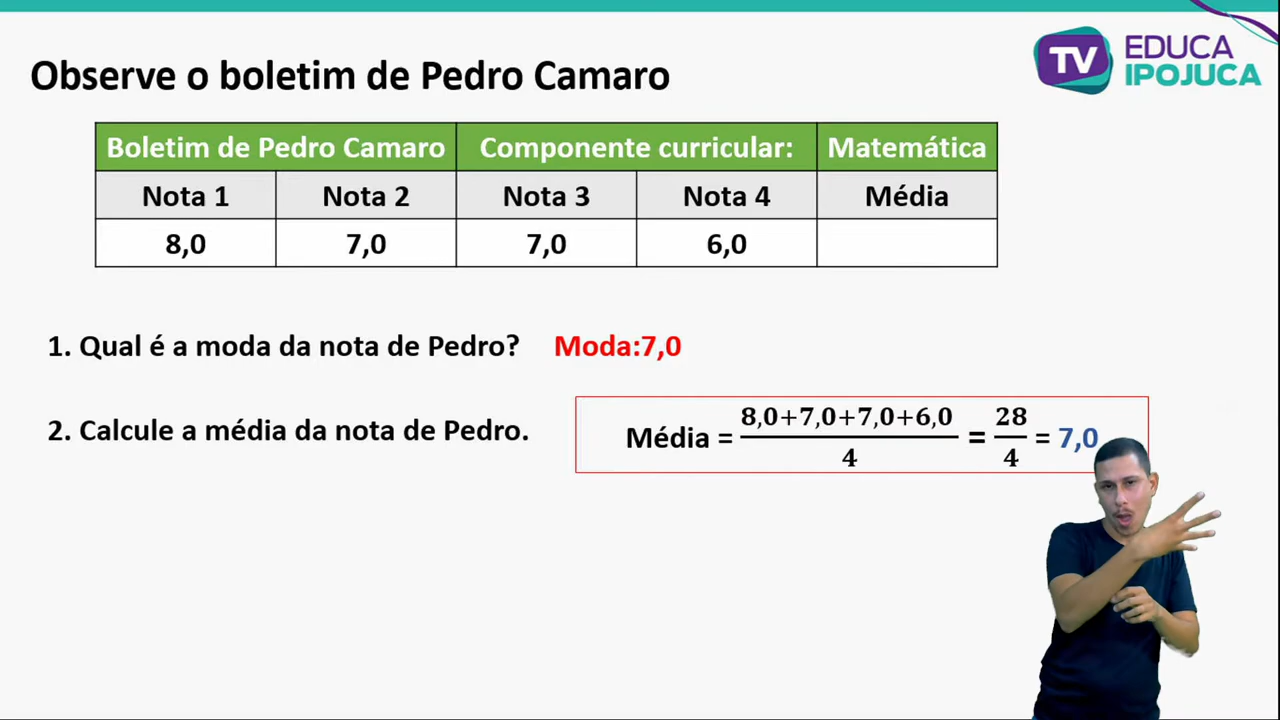 TV EDUCA
IPOJUCA
Observe o boletim de Pedro Camaro
Boletim de Pedro Camaro Componente curricular: Matemática
Nota 1 Nota 2 Nota 3 Nota 4 Média
8,0 7,0 7,0 6,0
1. Qual é a moda da nota de Pedro? Moda:7,0
2. Calcule a média da nota de Pedro.
Média = 8,0+7,0+7,0+6,0 / 4 = 28 / 4 = 7,0